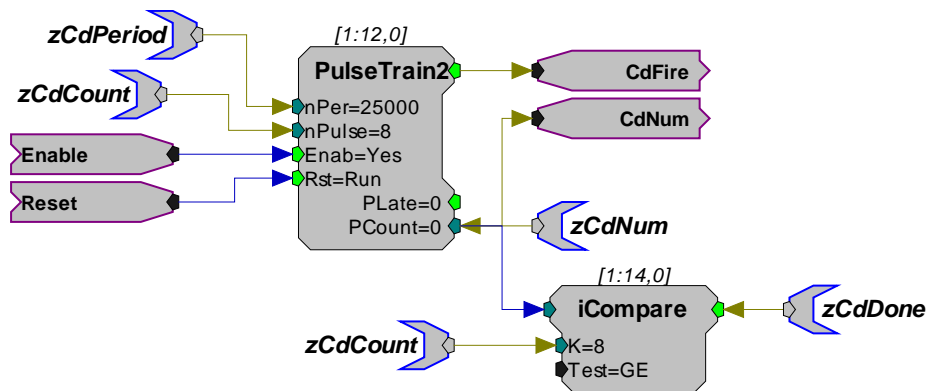 zCdPeriod
[1:12,0]
PulseTrain2
CdFire
zCdCount
nPer=25000
CdNum
nPulse=8
Enable
Enab=Yes
Reset
Rst=Run
PLate=0
PCount=0
zCdNum
[1:14,0]
iCompare
zCdDone
zCdCount
K=8
Test=GE